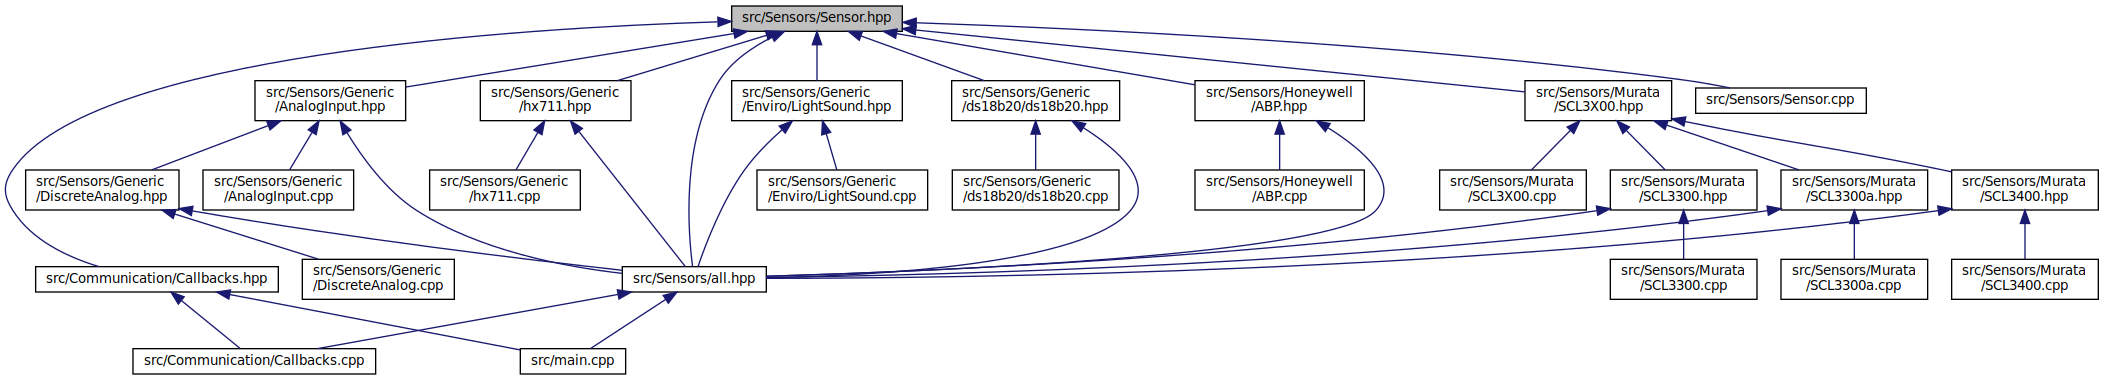 src/Sensors/Sensor.hpp
src/Sensors/Generic
/AnalogInput.hpp
src/Sensors/Generic
/hx711.hpp
src/Sensors/Generic
/Enviro/LightSound.hpp
src/Sensors/Generic
/ds18b20/ds18b20.hpp
src/Sensors/Honeywell
/ABP.hpp
src/Sensors/Murata
/SCL3X00.hpp
src/Sensors/Sensor.cpp
src/Sensors/Generic
/DiscreteAnalog.hpp
src/Sensors/Generic
/AnalogInput.cpp
src/Sensors/Generic
/hx711.cpp
src/Sensors/Generic
/Enviro/LightSound.cpp
src/Sensors/Generic
/ds18b20/ds18b20.cpp
src/Sensors/Honeywell
/ABP.cpp
src/Sensors/Murata
/SCL3X00.cpp
src/Sensors/Murata
/SCL3300.hpp
src/Sensors/Murata
/SCL3300a.hpp
src/Sensors/Murata
/SCL3400.hpp
src/Communication/Callbacks.hpp
src/Sensors/Generic
/DiscreteAnalog.cpp
src/Sensors/all.hpp
src/Sensors/Murata
/SCL3300.cpp
src/Sensors/Murata
/SCL3300a.cpp
src/Sensors/Murata
/SCL3400.cpp
src/Communication/Callbacks.cpp
src/main.cpp